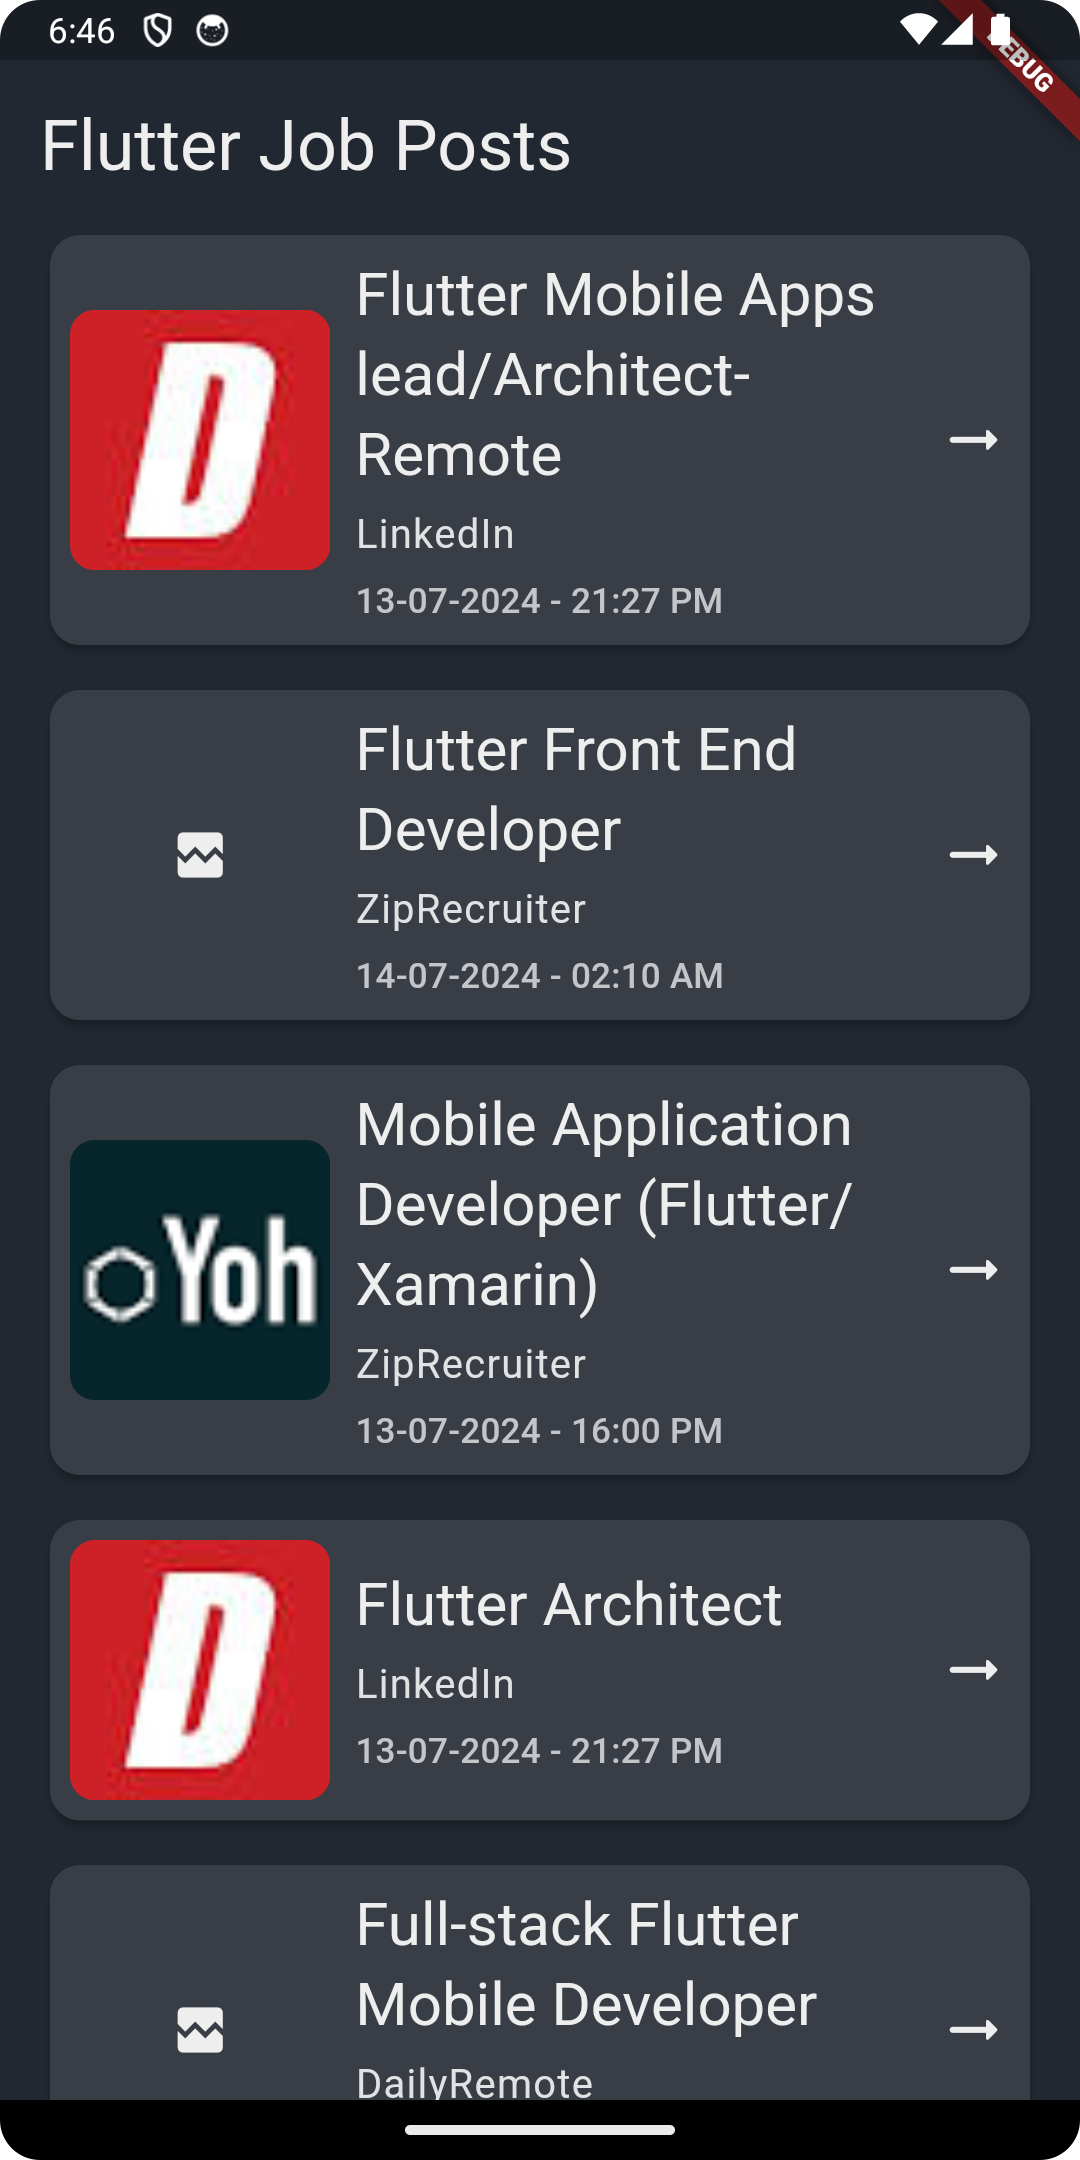 6:46
DEBUG
Flutter Job Posts
Flutter Mobile Apps
lead/Architect-
Remote
LinkedIn
13-07-2024 - 21:27 PM
Flutter Front End
Developer
ZipRecruiter
14-07-2024 - 02:10 AM
Yoh
Mobile Application
Developer (Flutter/
Xamarin)
ZipRecruiter
13-07-2024 - 16:00 PM
D
Flutter Architect
LinkedIn
13-07-2024 - 21:27 PM
Full-stack Flutter
Mobile Developer
DailyRemote